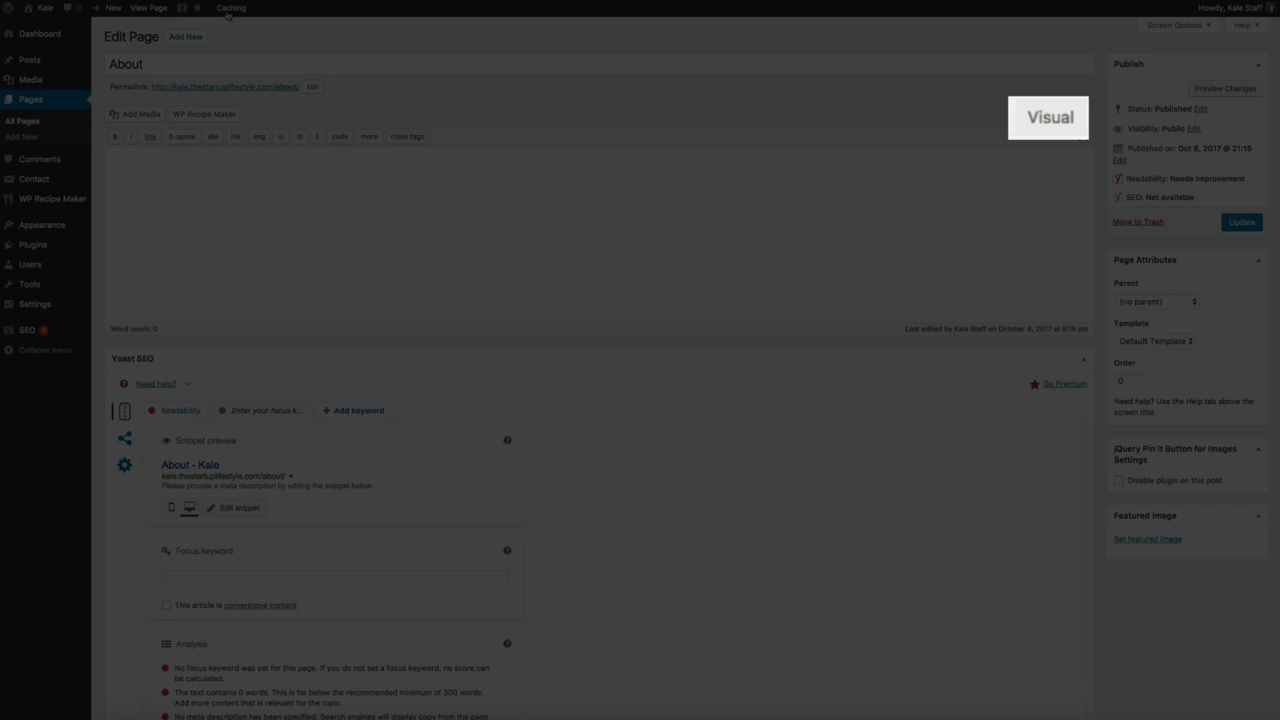 Kale 0 + New View Page Caching Howdy, Kale Staff
Screen Options Help
Dashboard
Posts
Media
Pages
All Pages
Add New
Comments
Contact
WP Recipe Maker
Appearance
Plugins
Users
Tools
Settings
SEO
Collapse menu
Edit Page Add New
About
Permalink: http://kale.thestartuplifestyle.com/about/ Edit
Add Media WP Recipe Maker
Visual
b i link b-quote del ins img ul ol li code more close tags
Word count: 0 Last edited by Kale Staff on October 8, 2017 at 9:15 pm
Yoast SEO
Need help? Go Premium
Readability Enter your focus k... + Add keyword
Snippet preview
About - Kale
kale.thestartuplifestyle.com/about/
Please provide a meta description by editing the snippet below.
Edit snippet
Focus keyword
This article is cornerstone content
Analysis
No focus keyword was set for this page. If you do not set a focus keyword, no score can
be calculated.
The text contains 0 words. This is far below the recommended minimum of 300 words.
Add more content that is relevant for the topic.
No meta description has been specified. Search engines will display copy from the page
Publish
Preview Changes
Status: Published Edit
Visibility: Public Edit
Published on: Oct 8, 2017 @ 21:15
Edit
Readability: Needs improvement
SEO: Not available
Move to Trash Update
Page Attributes
Parent
(no parent)
Template
Default Template
Order
0
Need help? Use the Help tab above the
screen title.
jQuery Pin it Button for Images
Settings
Disable plugin on this post
Featured Image
Set featured image